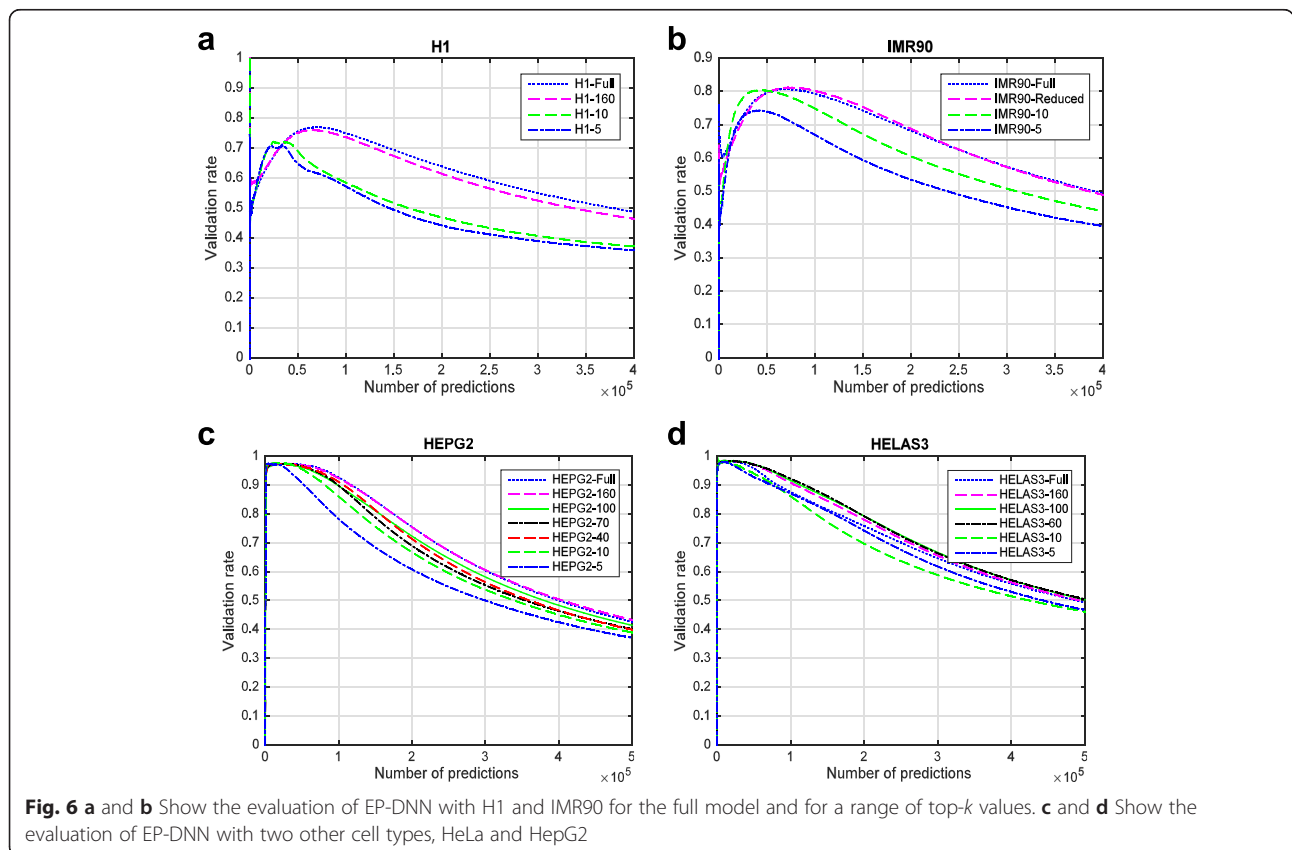 a
H1
Validation rate
1
0.9
0.8
0.7
0.6
0.5
0.4
0.3
0.2
0.1
0
H1-Full
H1-160
H1-10
H1-5
0 0.5 1 1.5 2 2.5 3 3.5 4
Number of predictions
×10⁵
b
IMR90
Validation rate
0.9
0.8
0.7
0.6
0.5
0.4
0.3
0.2
0.1
0
IMR90-Full
IMR90-Reduced
IMR90-10
IMR90-5
0 0.5 1 1.5 2 2.5 3 3.5 4
Number of predictions
×10⁵
c
HEPG2
Validation rate
1
0.9
0.8
0.7
0.6
0.5
0.4
0.3
0.2
0.1
0
HEPG2-Full
HEPG2-160
HEPG2-100
HEPG2-70
HEPG2-40
HEPG2-10
HEPG2-5
0 1 2 3 4 5
Number of predictions
×10⁵
d
HELAS3
Validation rate
1
0.9
0.8
0.7
0.6
0.5
0.4
0.3
0.2
0.1
0
HELAS3-Full
HELAS3-160
HELAS3-100
HELAS3-60
HELAS3-10
HELAS3-5
0 1 2 3 4 5
Number of predictions
×10⁵
Fig. 6 a and b Show the evaluation of EP-DNN with H1 and IMR90 for the full model and for a range of top-k values. c and d Show the
evaluation of EP-DNN with two other cell types, HeLa and HepG2